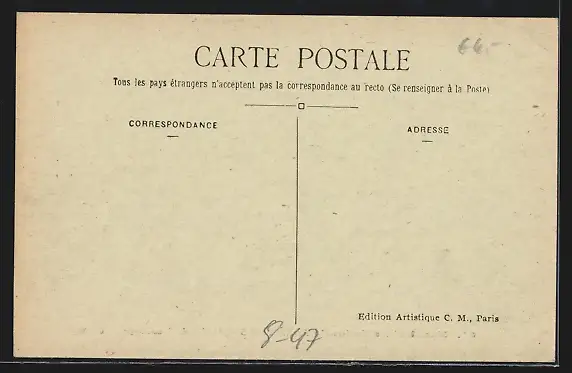 66.-
CARTE POSTALE
Tous les pays étrangers n'acceptent pas la correspondance au recto (Se renseigner à la Poste)
CORRESPONDANCE
ADRESSE
Edition Artistique C. M., Paris
8-47